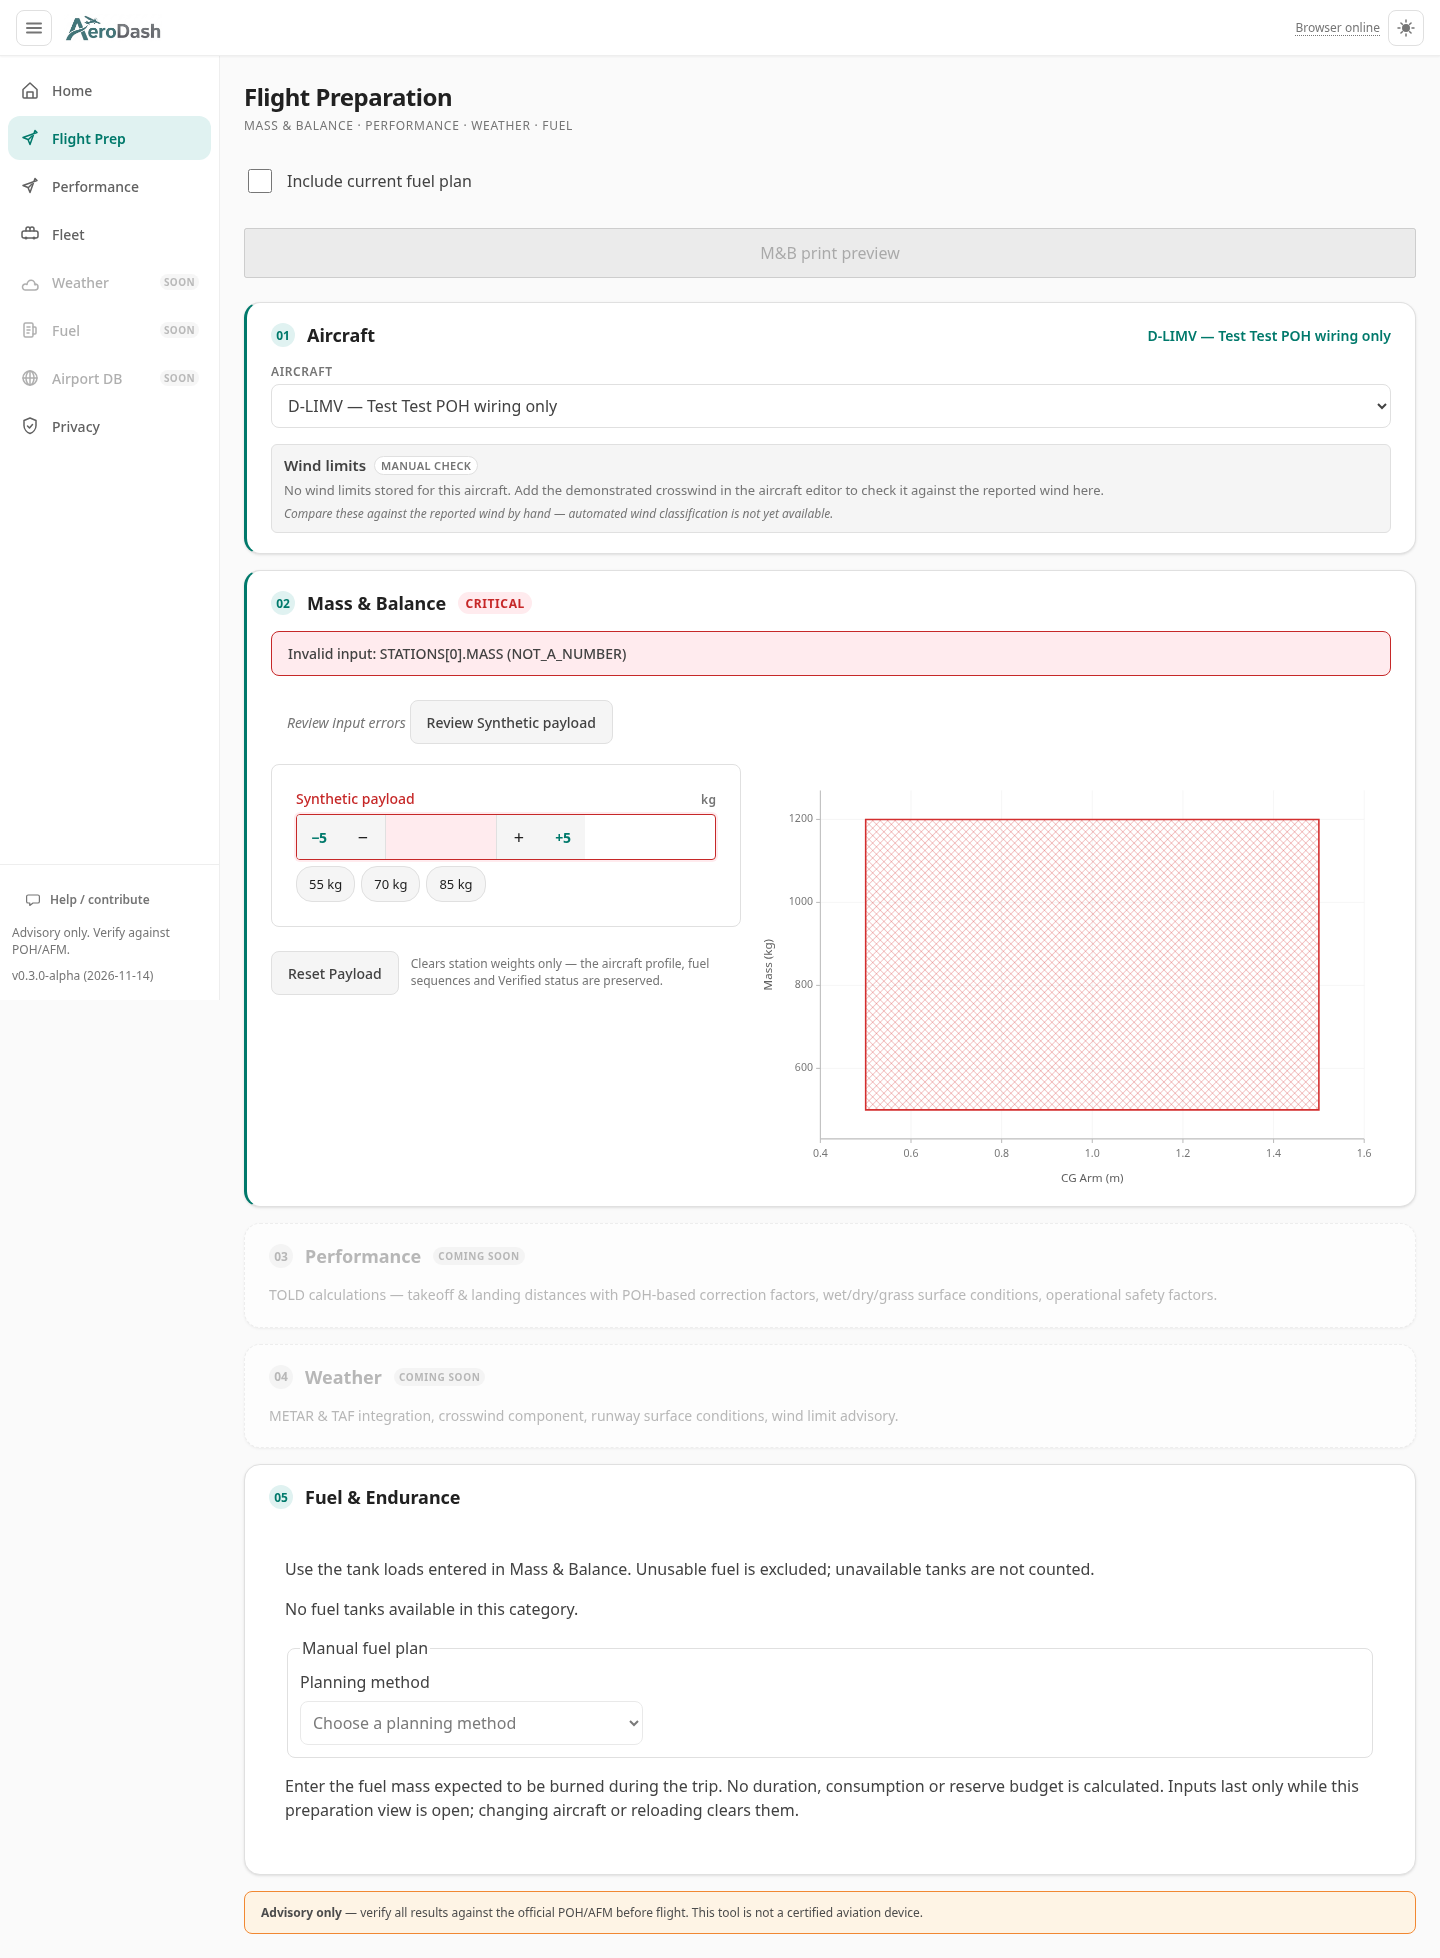 AeroDash
Browser online
Home
Flight Prep
Performance
Fleet
Weather SOON
Fuel SOON
Airport DB SOON
Privacy
Help / contribute
Advisory only. Verify against
POH/AFM.
v0.3.0-alpha (2026-11-14)
Flight Preparation
MASS & BALANCE · PERFORMANCE · WEATHER · FUEL
Include current fuel plan
M&B print preview
01 Aircraft D-LIMV — Test Test POH wiring only
AIRCRAFT
D-LIMV — Test Test POH wiring only
Wind limits MANUAL CHECK
No wind limits stored for this aircraft. Add the demonstrated crosswind in the aircraft editor to check it against the reported wind here.
Compare these against the reported wind by hand — automated wind classification is not yet available.
02 Mass & Balance CRITICAL
Invalid input: STATIONS[0].MASS (NOT_A_NUMBER)
Review input errors Review Synthetic payload
Synthetic payload kg
−5 − + +5
55 kg 70 kg 85 kg
Reset Payload
Clears station weights only — the aircraft profile, fuel
sequences and Verified status are preserved.
Mass (kg)
1200
1000
800
600
0.4 0.6 0.8 1.0 1.2 1.4 1.6
CG Arm (m)
03 Performance COMING SOON
TOLD calculations — takeoff & landing distances with POH-based correction factors, wet/dry/grass surface conditions, operational safety factors.
04 Weather COMING SOON
METAR & TAF integration, crosswind component, runway surface conditions, wind limit advisory.
05 Fuel & Endurance
Use the tank loads entered in Mass & Balance. Unusable fuel is excluded; unavailable tanks are not counted.
No fuel tanks available in this category.
Manual fuel plan
Planning method
Choose a planning method
Enter the fuel mass expected to be burned during the trip. No duration, consumption or reserve budget is calculated. Inputs last only while this
preparation view is open; changing aircraft or reloading clears them.
Advisory only — verify all results against the official POH/AFM before flight. This tool is not a certified aviation device.